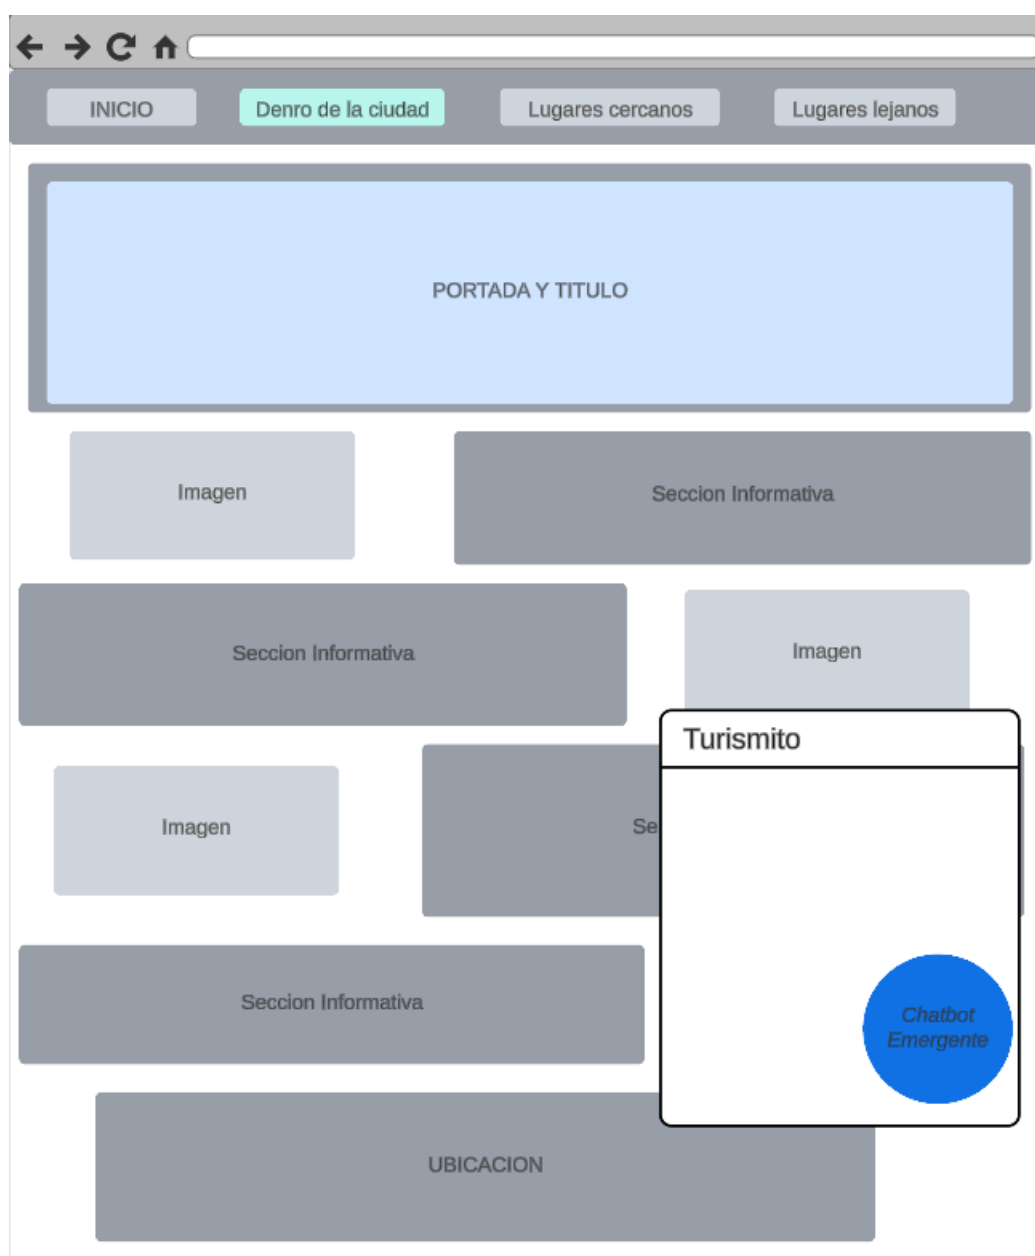 INICIO
Denro de la ciudad
Lugares cercanos
Lugares lejanos
PORTADA Y TITULO
Imagen
Seccion Informativa
Seccion Informativa
Imagen
Turismito
Imagen
Se
Seccion Informativa
Chatbot
Emergente
UBICACION